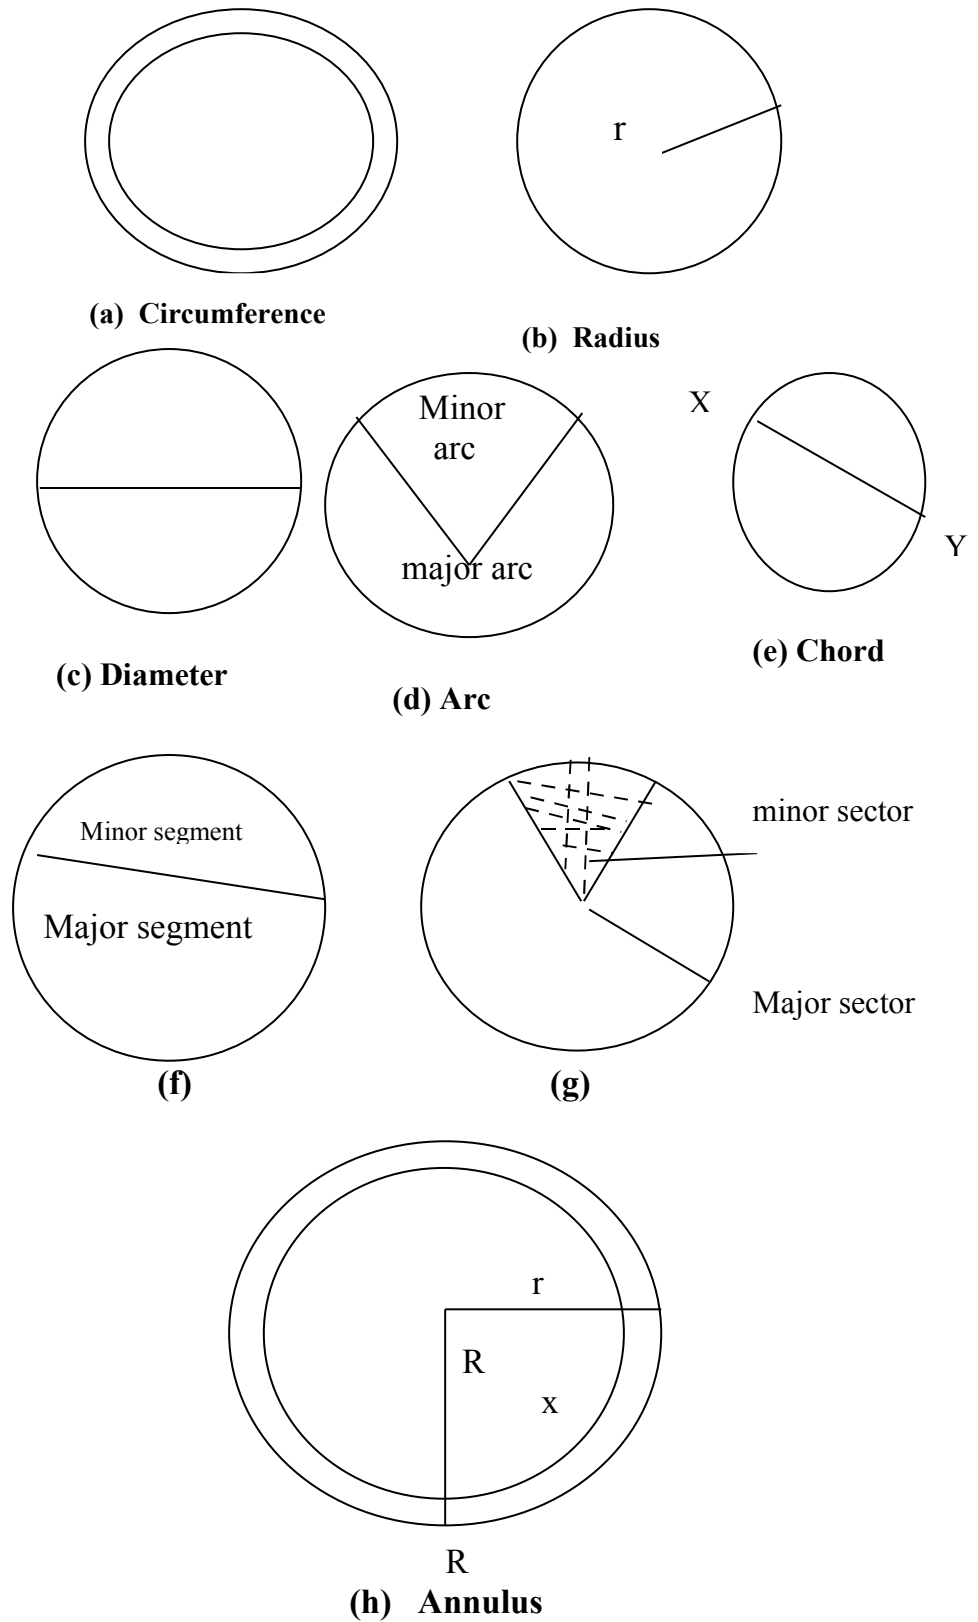 r
(a) Circumference
(b) Radius
Minor
arc
major arc
X
Y
(c) Diameter
(d) Arc
(e) Chord
Minor segment
Major segment
minor sector
Major sector
(f)
(g)
r
R
x
R
(h) Annulus